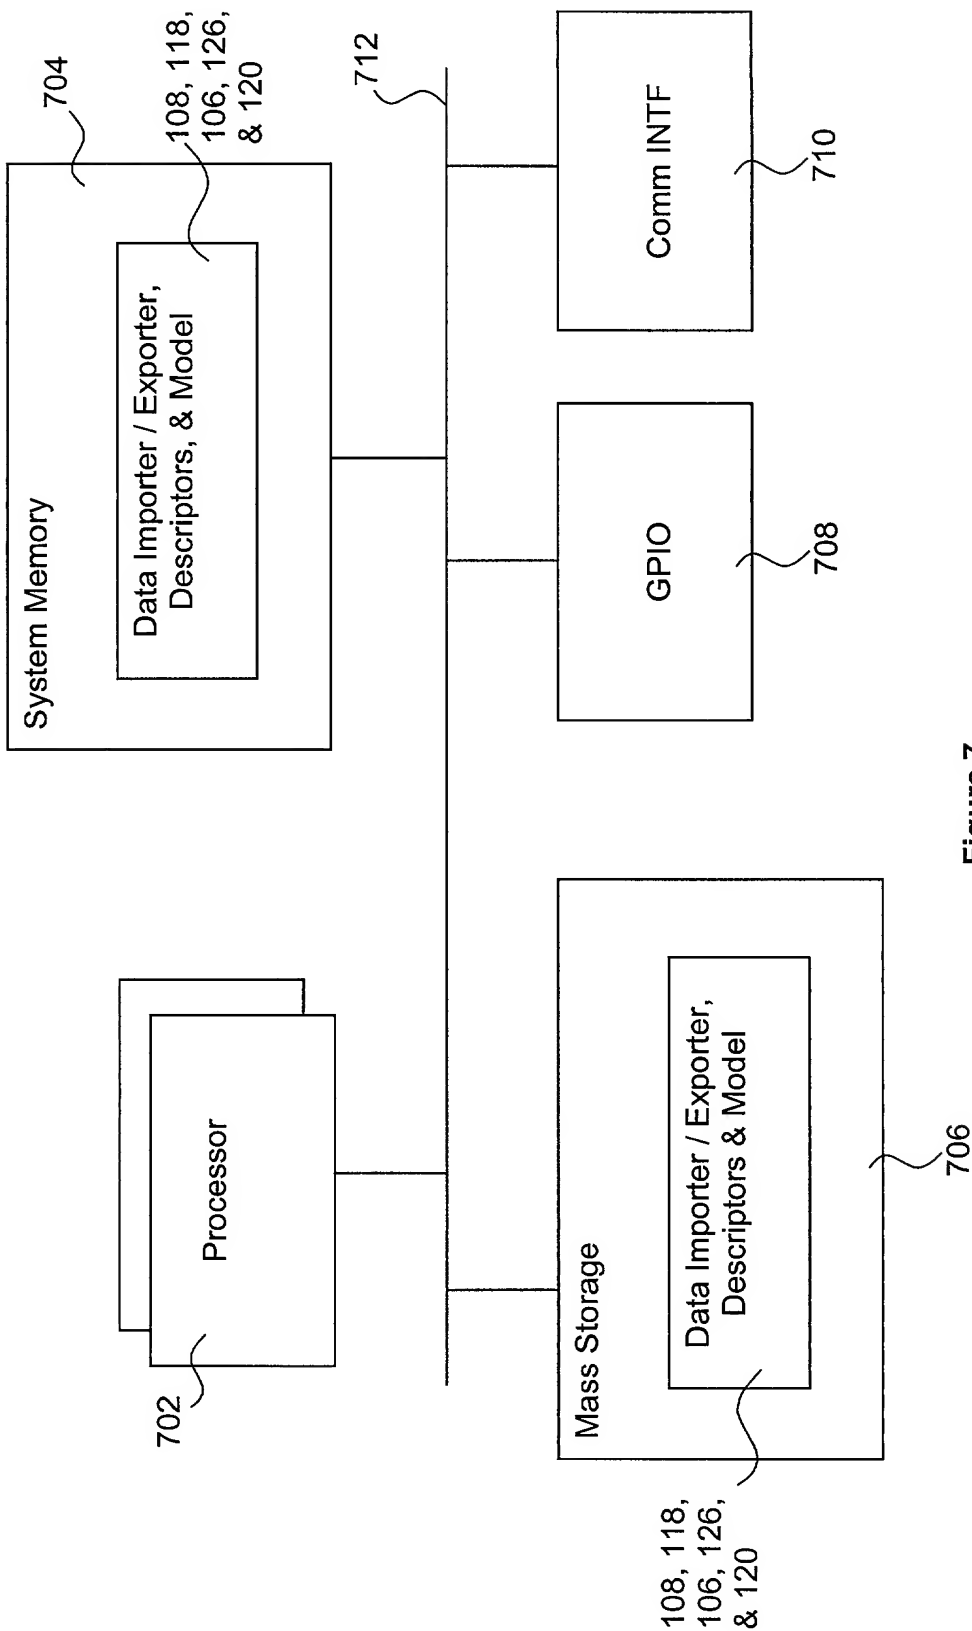 704
System Memory
Data Importer / Exporter,
Descriptors, & Model
108, 118,
106, 126,
& 120
Processor
702
712
Mass Storage
Data Importer / Exporter,
Descriptors & Model
108, 118,
106, 126,
& 120
706
GPIO
708
Comm INTF
710
Figure 7